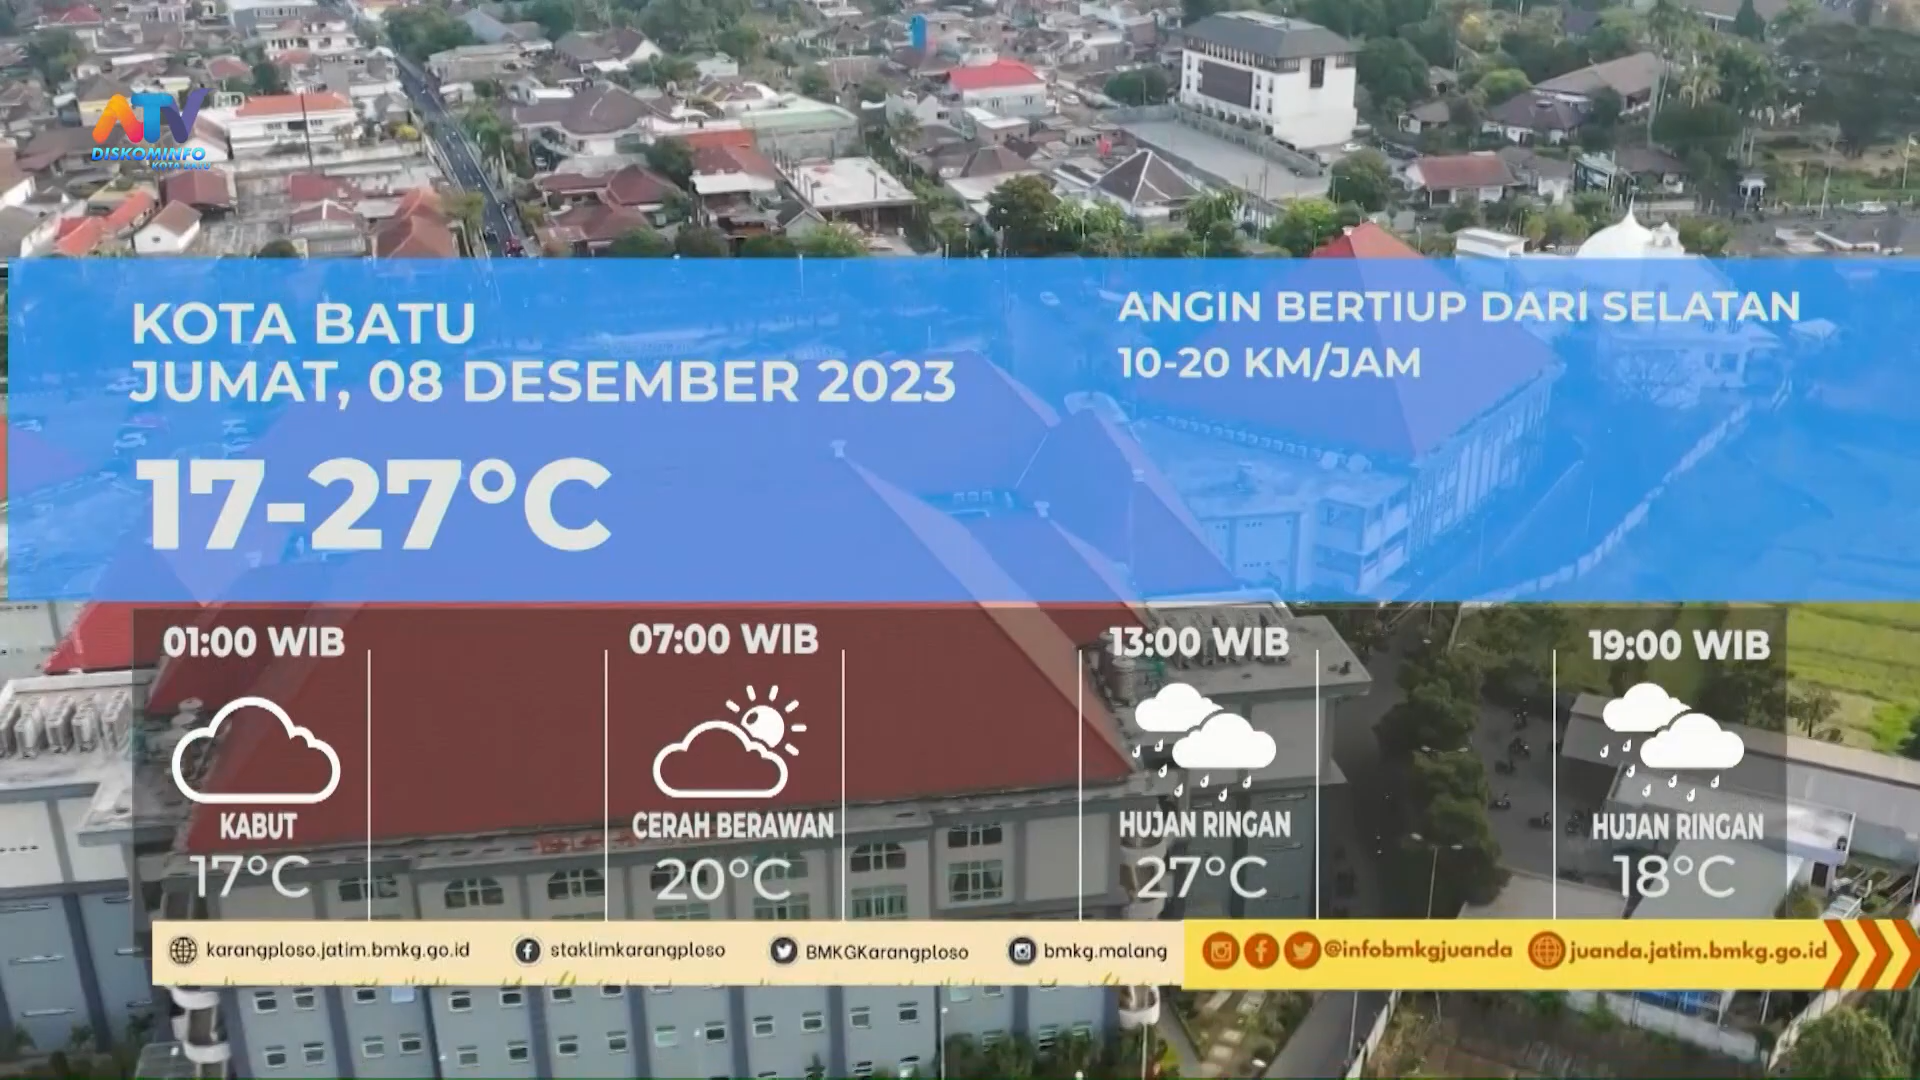 ATV
DISKOMINFO
KOTA BATU
KOTA BATU
JUMAT, 08 DESEMBER 2023
17-27°C
ANGIN BERTIUP DARI SELATAN
10-20 KM/JAM
01:00 WIB
KABUT
17°C
07:00 WIB
CERAH BERAWAN
20°C
13:00 WIB
HUJAN RINGAN
27°C
19:00 WIB
HUJAN RINGAN
18°C
karangploso.jatim.bmkg.go.id
staklimkarangploso
BMKGKarangploso
bmkg.malang
@infobmkgjuanda
juanda.jatim.bmkg.go.id